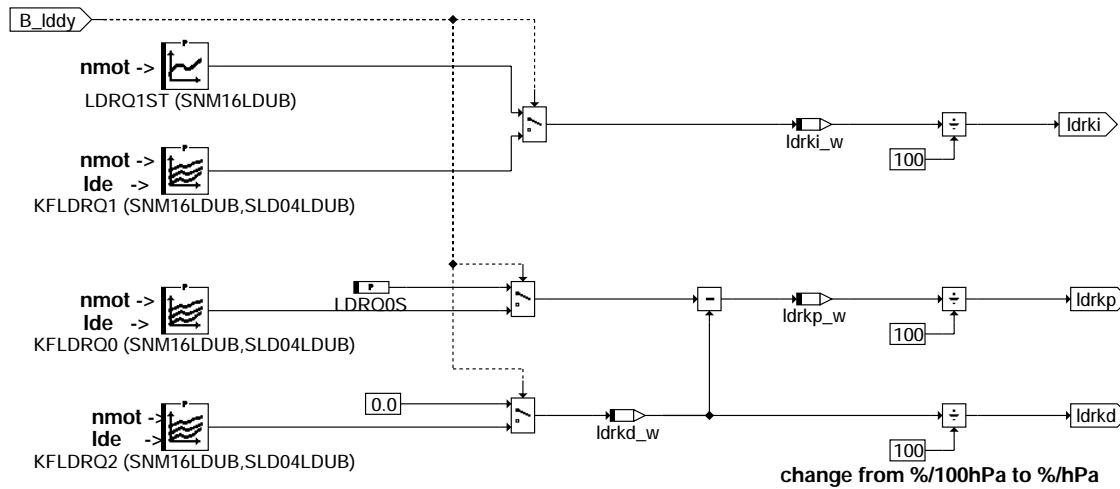 B_lddy
P
nmot ->
LDRQ1ST (SNM16LDUB)
P
nmot ->
lde ->
KFLDRQ1 (SNM16LDUB,SLD04LDUB)
ldrki_w
100
ldrki
P
nmot ->
lde ->
KFLDRQ0 (SNM16LDUB,SLD04LDUB)
P
LDRQ0S
ldrkp_w
100
ldrkp
P
nmot ->
lde ->
KFLDRQ2 (SNM16LDUB,SLD04LDUB)
0.0
ldrkd_w
100
ldrkd
change from %/100hPa to %/hPa